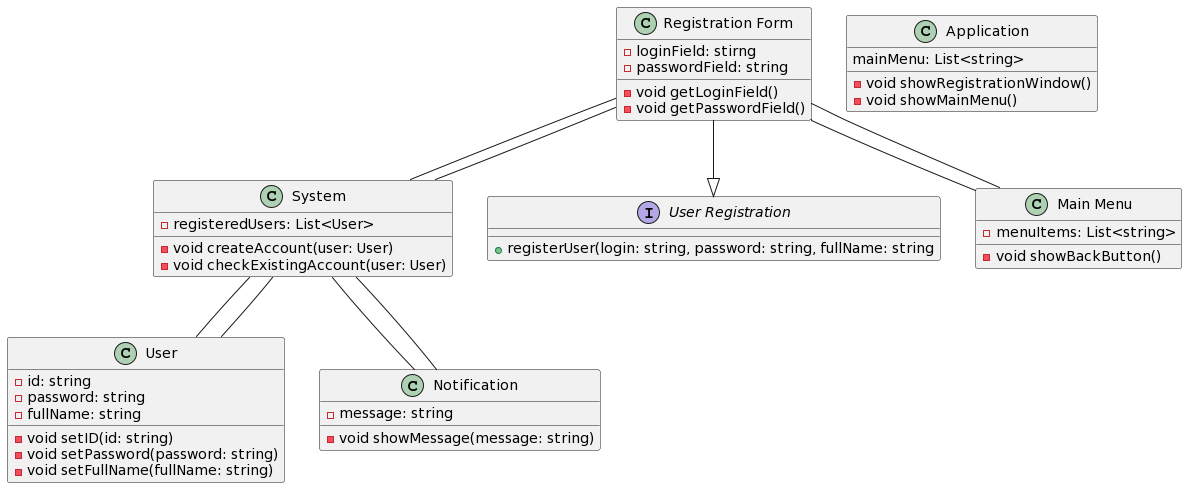 C Registration Form
loginField: stirng
passwordField: string
void getLoginField()
void getPasswordField()
C Application
mainMenu: List<string>
void showRegistrationWindow()
void showMainMenu()
C System
registeredUsers: List<User>
void createAccount(user: User)
void checkExistingAccount(user: User)
I User Registration
registerUser(login: string, password: string, fullName: string
C Main Menu
menuItems: List<string>
void showBackButton()
C User
id: string
password: string
fullName: string
void setID(id: string)
void setPassword(password: string)
void setFullName(fullName: string)
C Notification
message: string
void showMessage(message: string)